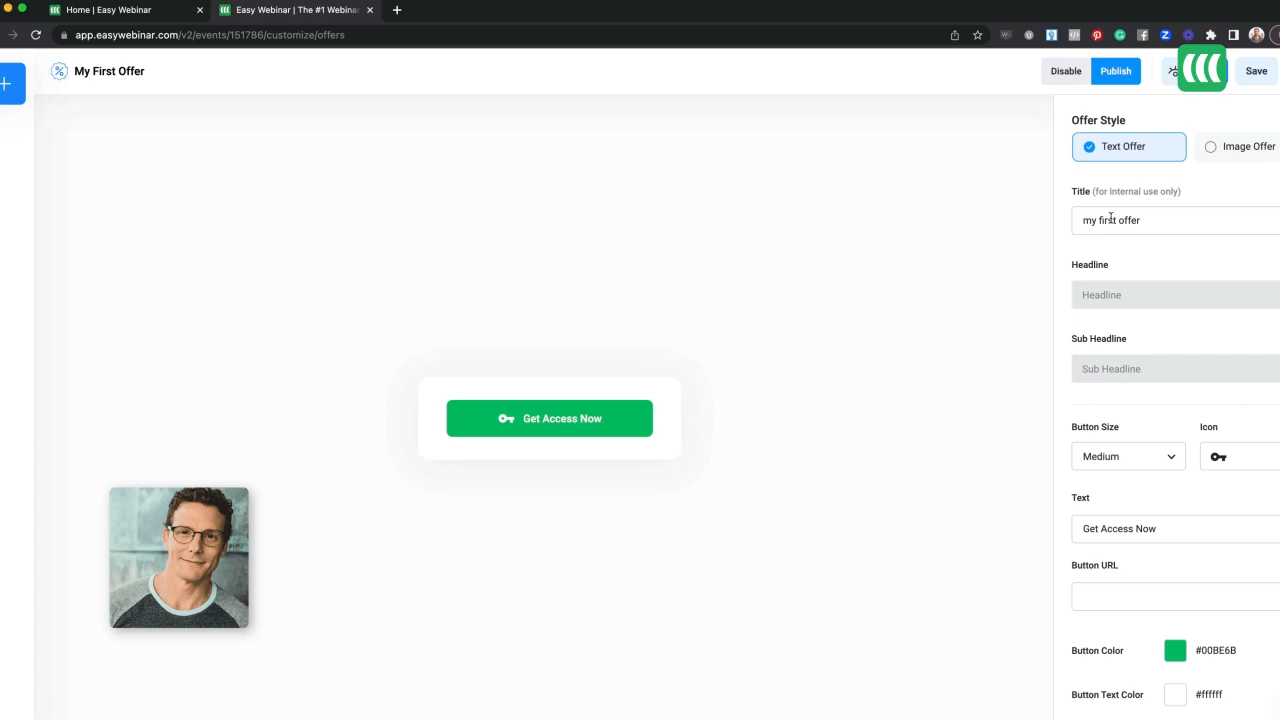 Home | Easy Webinar
Easy Webinar | The #1 Webinar
app.easywebinar.com/v2/events/151786/customize/offers
My First Offer
Disable
Publish
Save
Offer Style
Text Offer
Image Offer
Title (for internal use only)
my first offer
Headline
Headline
Sub Headline
Sub Headline
Button Size
Icon
Medium
Get Access Now
Text
Get Access Now
Button URL
Button Color
#00BE6B
Button Text Color
#ffffff